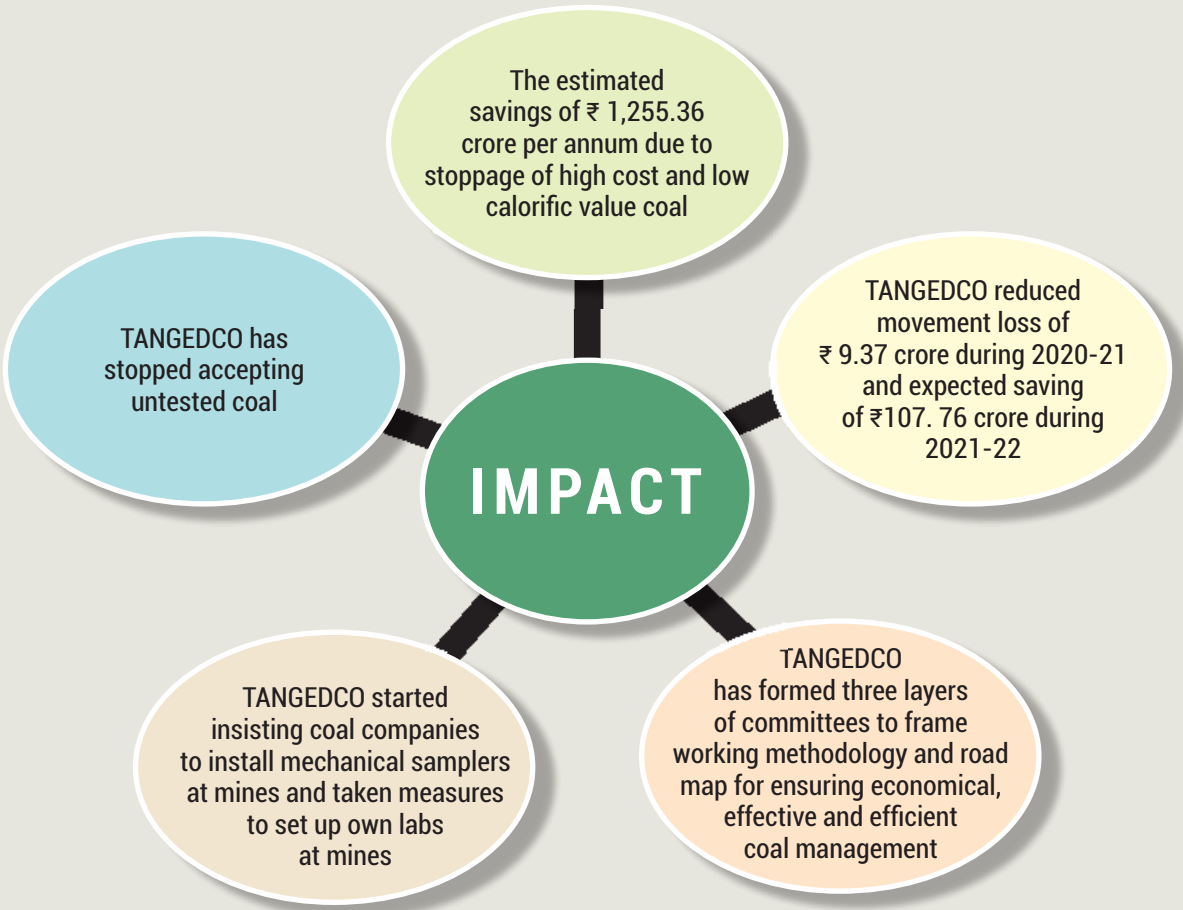 The estimated
savings of ₹ 1,255.36
crore per annum due to
stoppage of high cost and low
calorific value coal
TANGEDCO has
stopped accepting
untested coal
TANGEDCO reduced
movement loss of
₹ 9.37 crore during 2020-21
and expected saving
of ₹107. 76 crore during
2021-22
IMPACT
TANGEDCO started
insisting coal companies
to install mechanical samplers
at mines and taken measures
to set up own labs
at mines
TANGEDCO
has formed three layers
of committees to frame
working methodology and road
map for ensuring economical,
effective and efficient
coal management